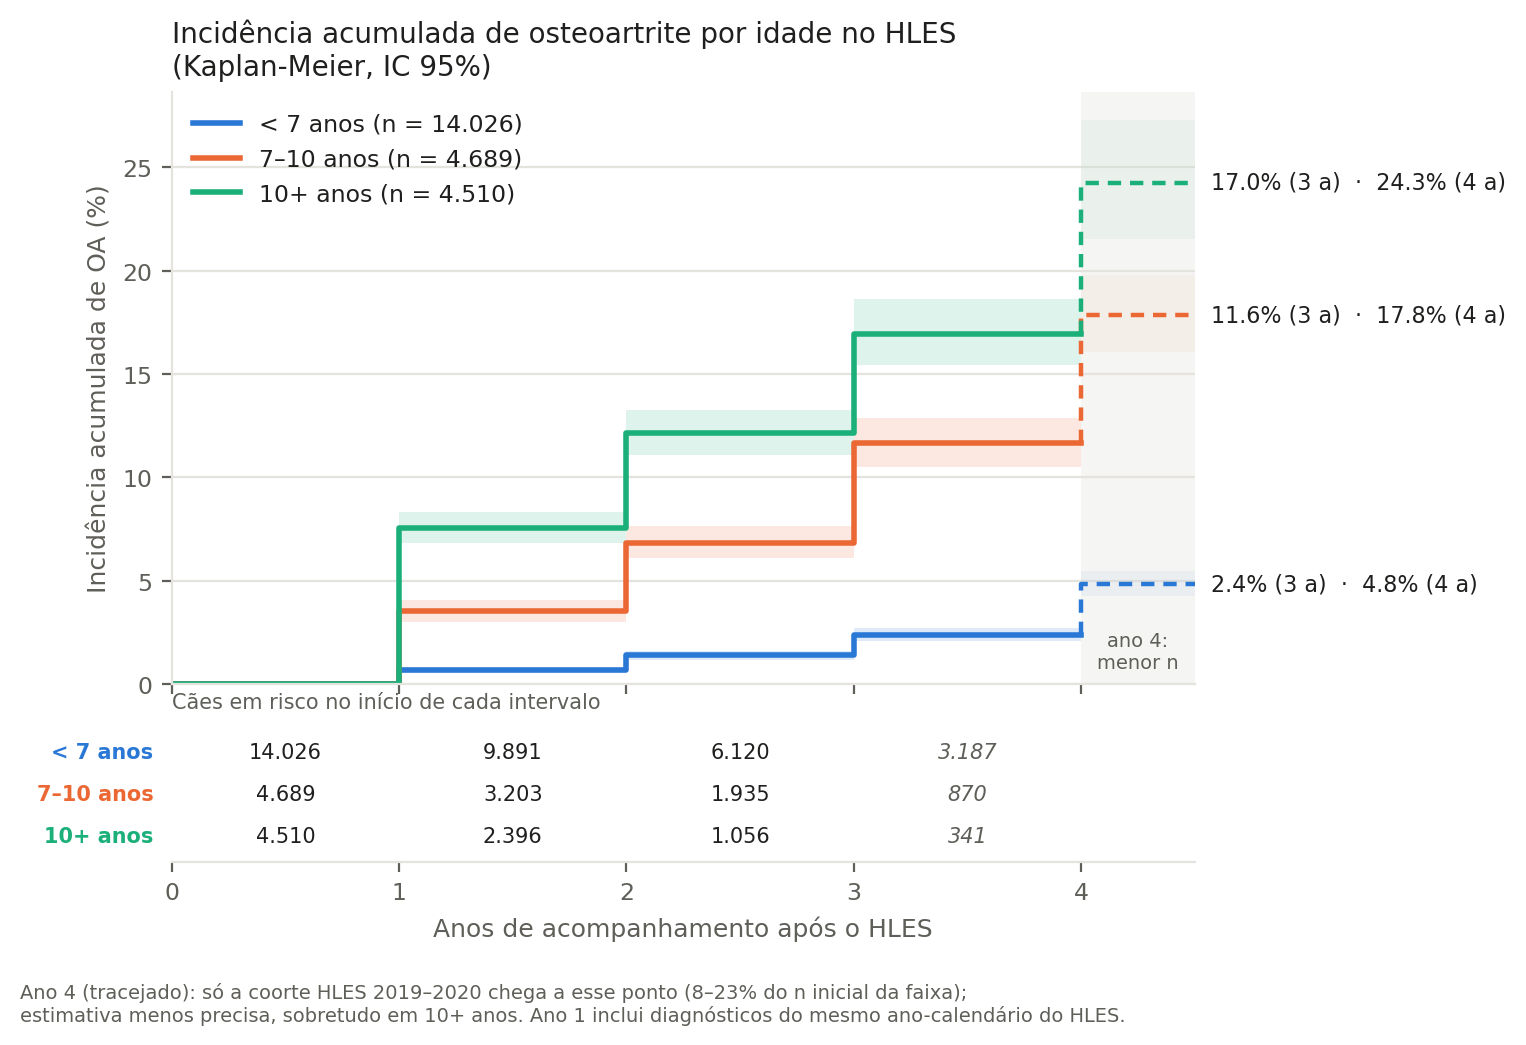 Incidência acumulada de osteoartrite por idade no HLES
(Kaplan-Meier, IC 95%)
< 7 anos (n = 14.026)
7–10 anos (n = 4.689)
10+ anos (n = 4.510)
Incidência acumulada de OA (%)
25
20
15
10
5
0
17.0% (3 a) · 24.3% (4 a)
11.6% (3 a) · 17.8% (4 a)
2.4% (3 a) · 4.8% (4 a)
ano 4:
menor n
Cães em risco no início de cada intervalo
< 7 anos 14.026 9.891 6.120 3.187
7–10 anos 4.689 3.203 1.935 870
10+ anos 4.510 2.396 1.056 341
0 1 2 3 4
Anos de acompanhamento após o HLES
Ano 4 (tracejado): só a coorte HLES 2019–2020 chega a esse ponto (8–23% do n inicial da faixa);
estimativa menos precisa, sobretudo em 10+ anos. Ano 1 inclui diagnósticos do mesmo ano-calendário do HLES.